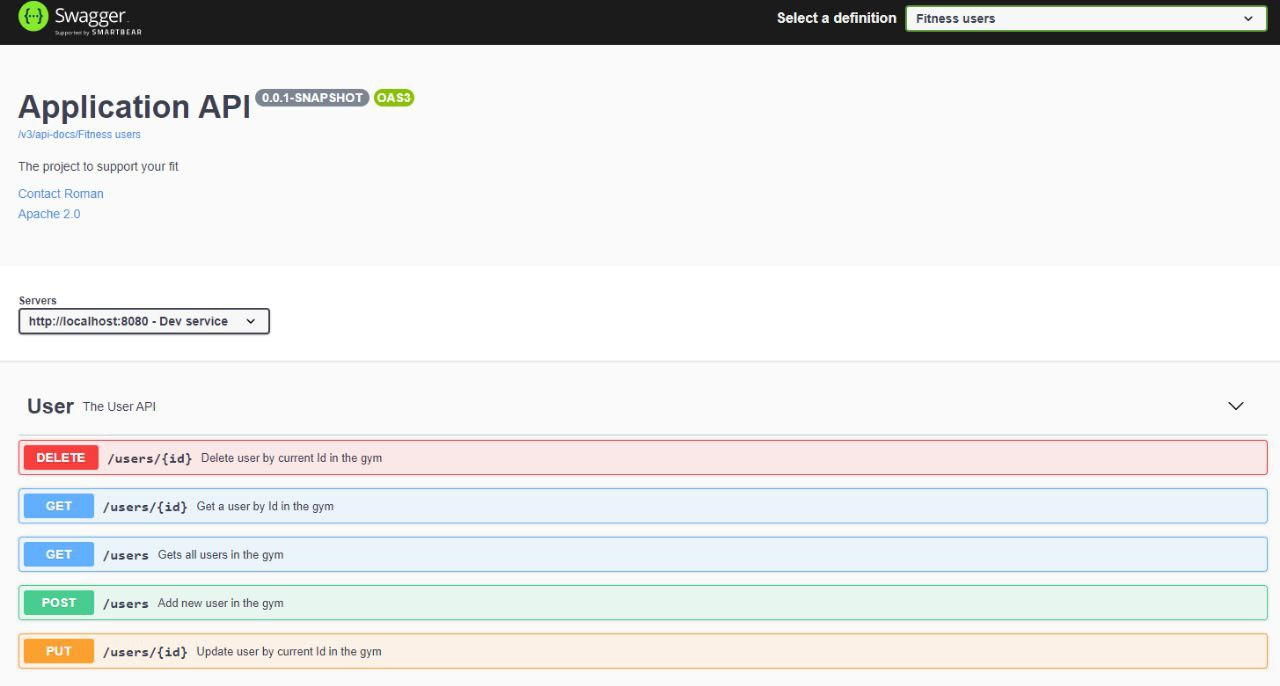 Swagger.
Supported by SMARTBEAR
Select a definition
Fitness users
Application API 0.0.1-SNAPSHOT OAS3
/v3/api-docs/Fitness users
The project to support your fit
Contact Roman
Apache 2.0
Servers
http://localhost:8080 - Dev service
User The User API
DELETE /users/{id} Delete user by current Id in the gym
GET /users/{id} Get a user by Id in the gym
GET /users Gets all users in the gym
POST /users Add new user in the gym
PUT /users/{id} Update user by current Id in the gym